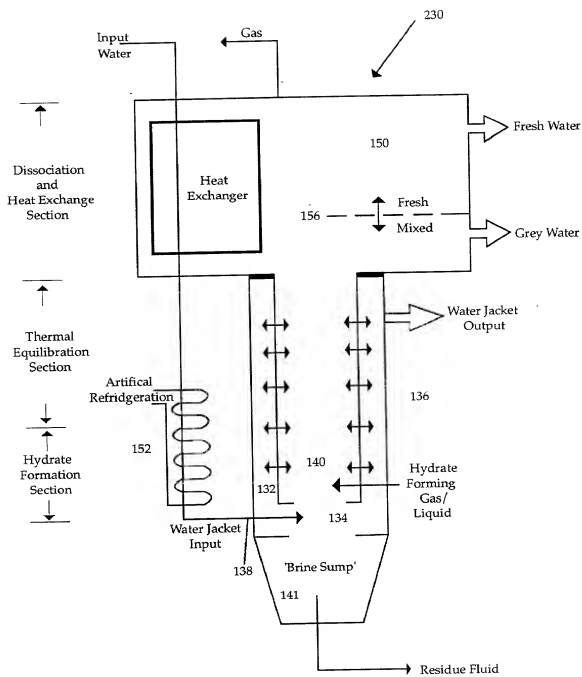 230
Input
Water
Gas
Fresh Water
150
Dissociation
and
Heat Exchange
Section
Heat
Exchanger
156
Fresh
Mixed
Grey Water
Water Jacket
Output
Thermal
Equilibration
Section
Artifical
Refridgeration
136
152
140
Hydrate
Formation
Section
132
Hydrate
Forming
Gas/
Liquid
134
Water Jacket
Input
138
'Brine Sump'
141
Residue Fluid